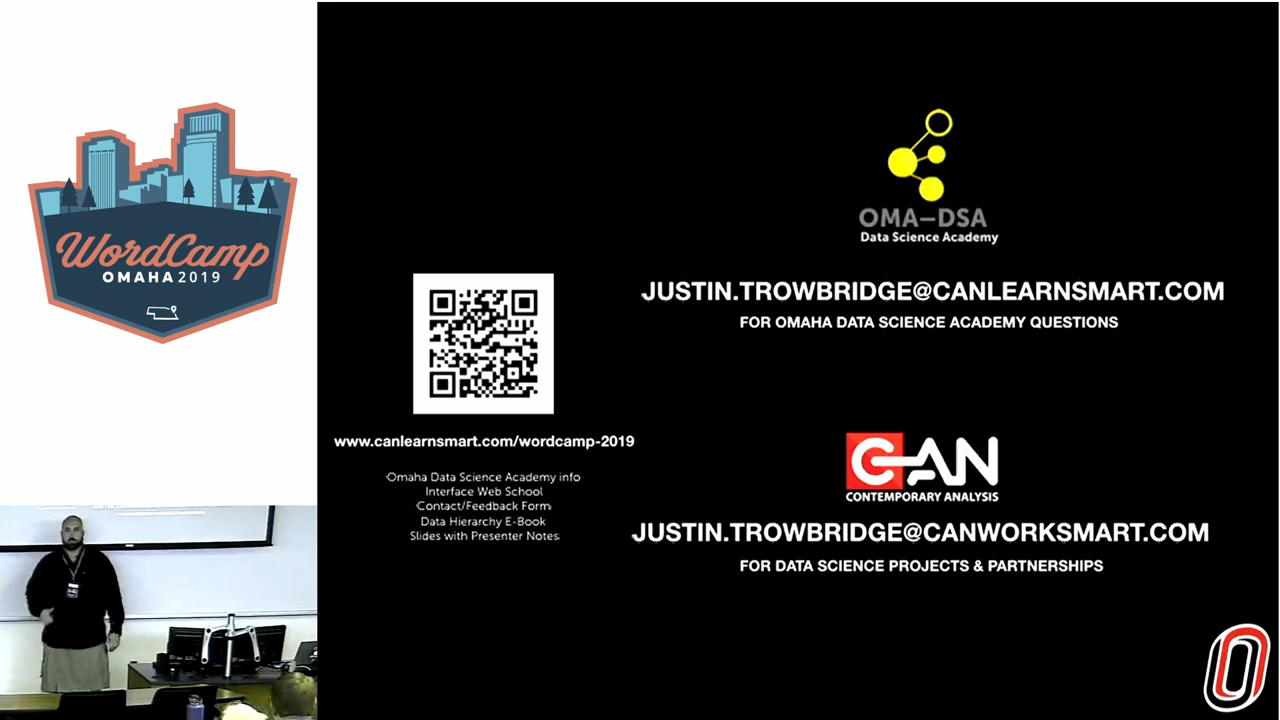 WordCamp
OMAHA 2019
OMA–DSA
Data Science Academy
JUSTIN.TROWBRIDGE@CANLEARNSMART.COM
FOR OMAHA DATA SCIENCE ACADEMY QUESTIONS
www.canlearnsmart.com/wordcamp-2019
Omaha Data Science Academy info
Interface Web School
Contact/Feedback Form
Data Hierarchy E-Book
Slides with Presenter Notes
CAN
CONTEMPORARY ANALYSIS
JUSTIN.TROWBRIDGE@CANWORKSMART.COM
FOR DATA SCIENCE PROJECTS & PARTNERSHIPS
O